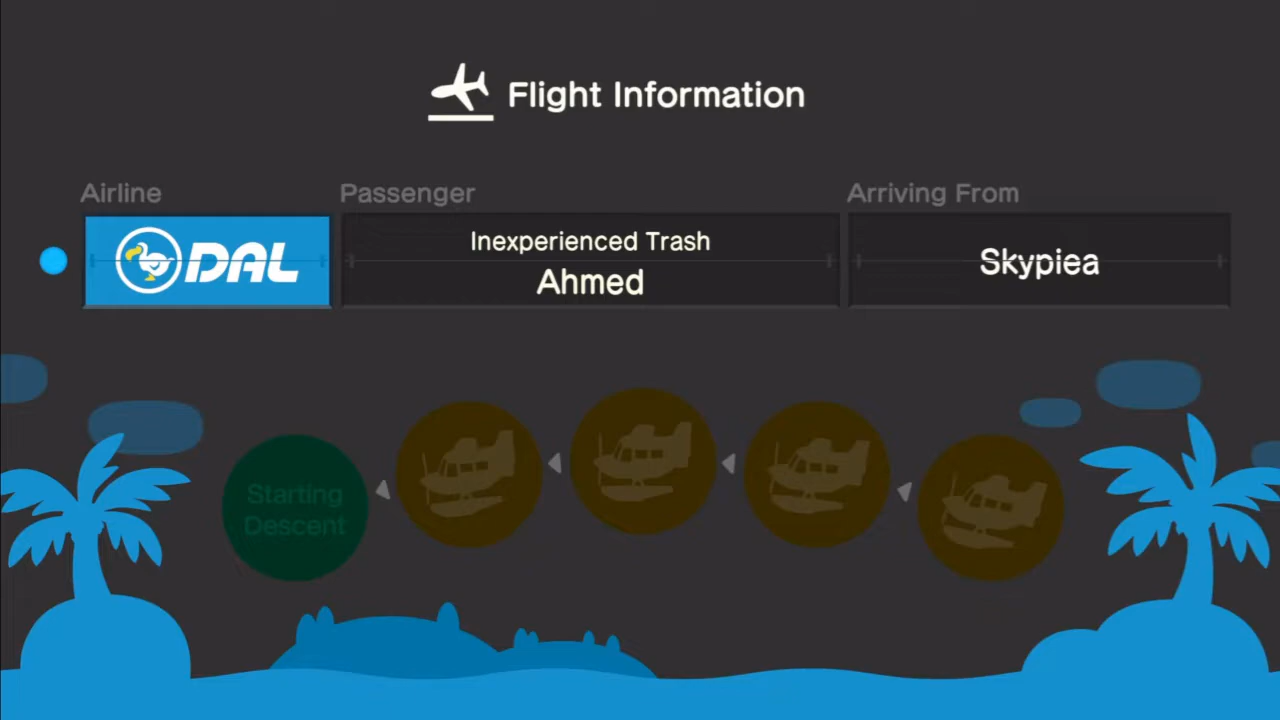 Flight Information
Airline
Passenger
Arriving From
DAL
Inexperienced Trash
Ahmed
Skypiea
Starting
Descent